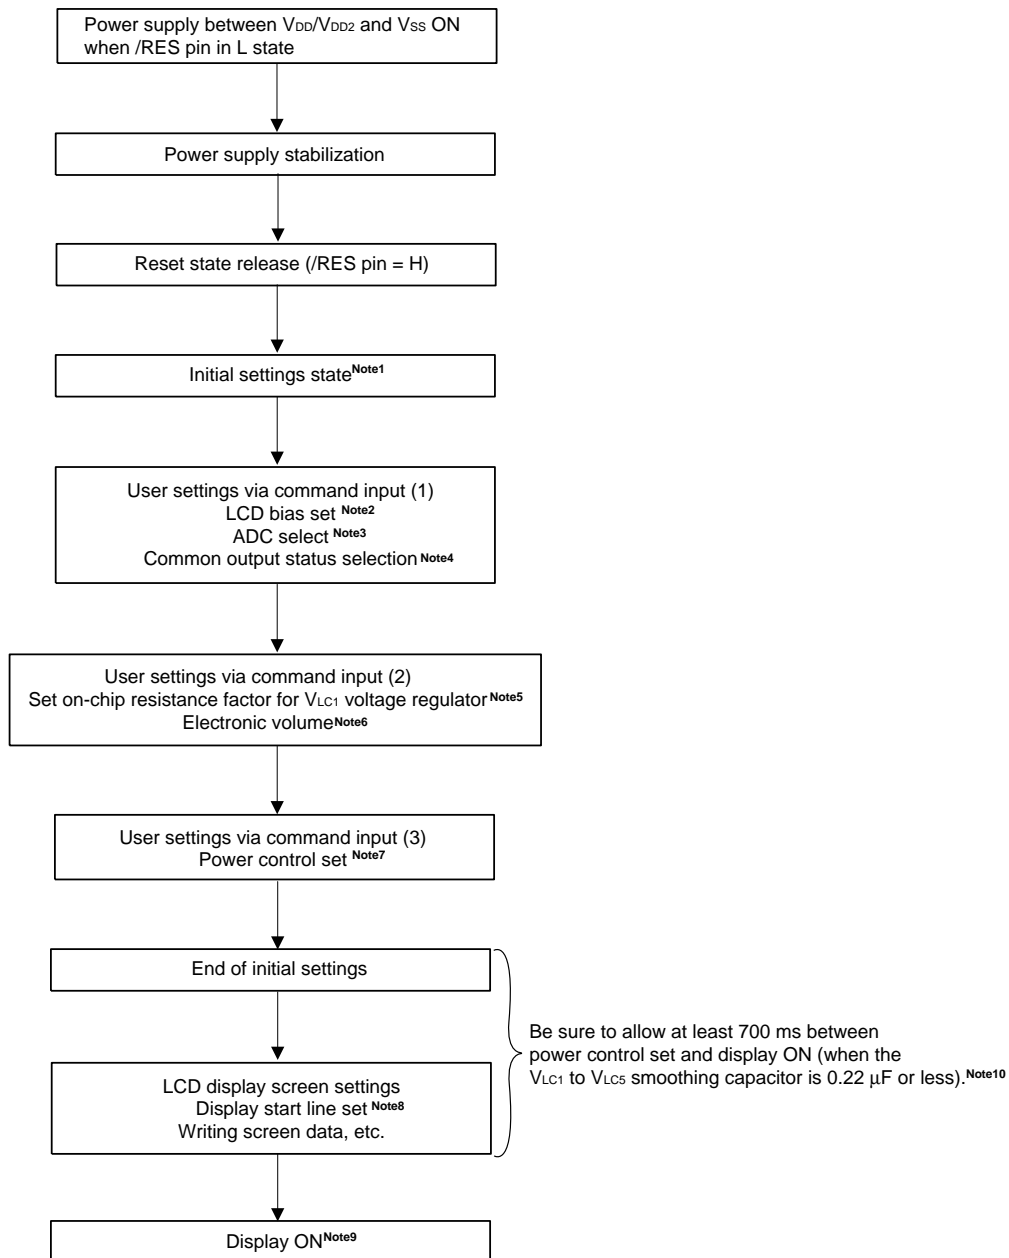 Power supply between VDD/VDD2 and VSS ON
when /RES pin in L state
Power supply stabilization
Reset state release (/RES pin = H)
Initial settings stateNote1
User settings via command input (1)
LCD bias set Note2
ADC select Note3
Common output status selection Note4
User settings via command input (2)
Set on-chip resistance factor for VLC1 voltage regulatorNote5
Electronic volumeNote6
User settings via command input (3)
Power control set Note7
End of initial settings
LCD display screen settings
Display start line set Note8
Writing screen data, etc.
Be sure to allow at least 700 ms between
power control set and display ON (when the
VLC1 to VLC5 smoothing capacitor is 0.22 μF or less).Note10
Display ONNote9